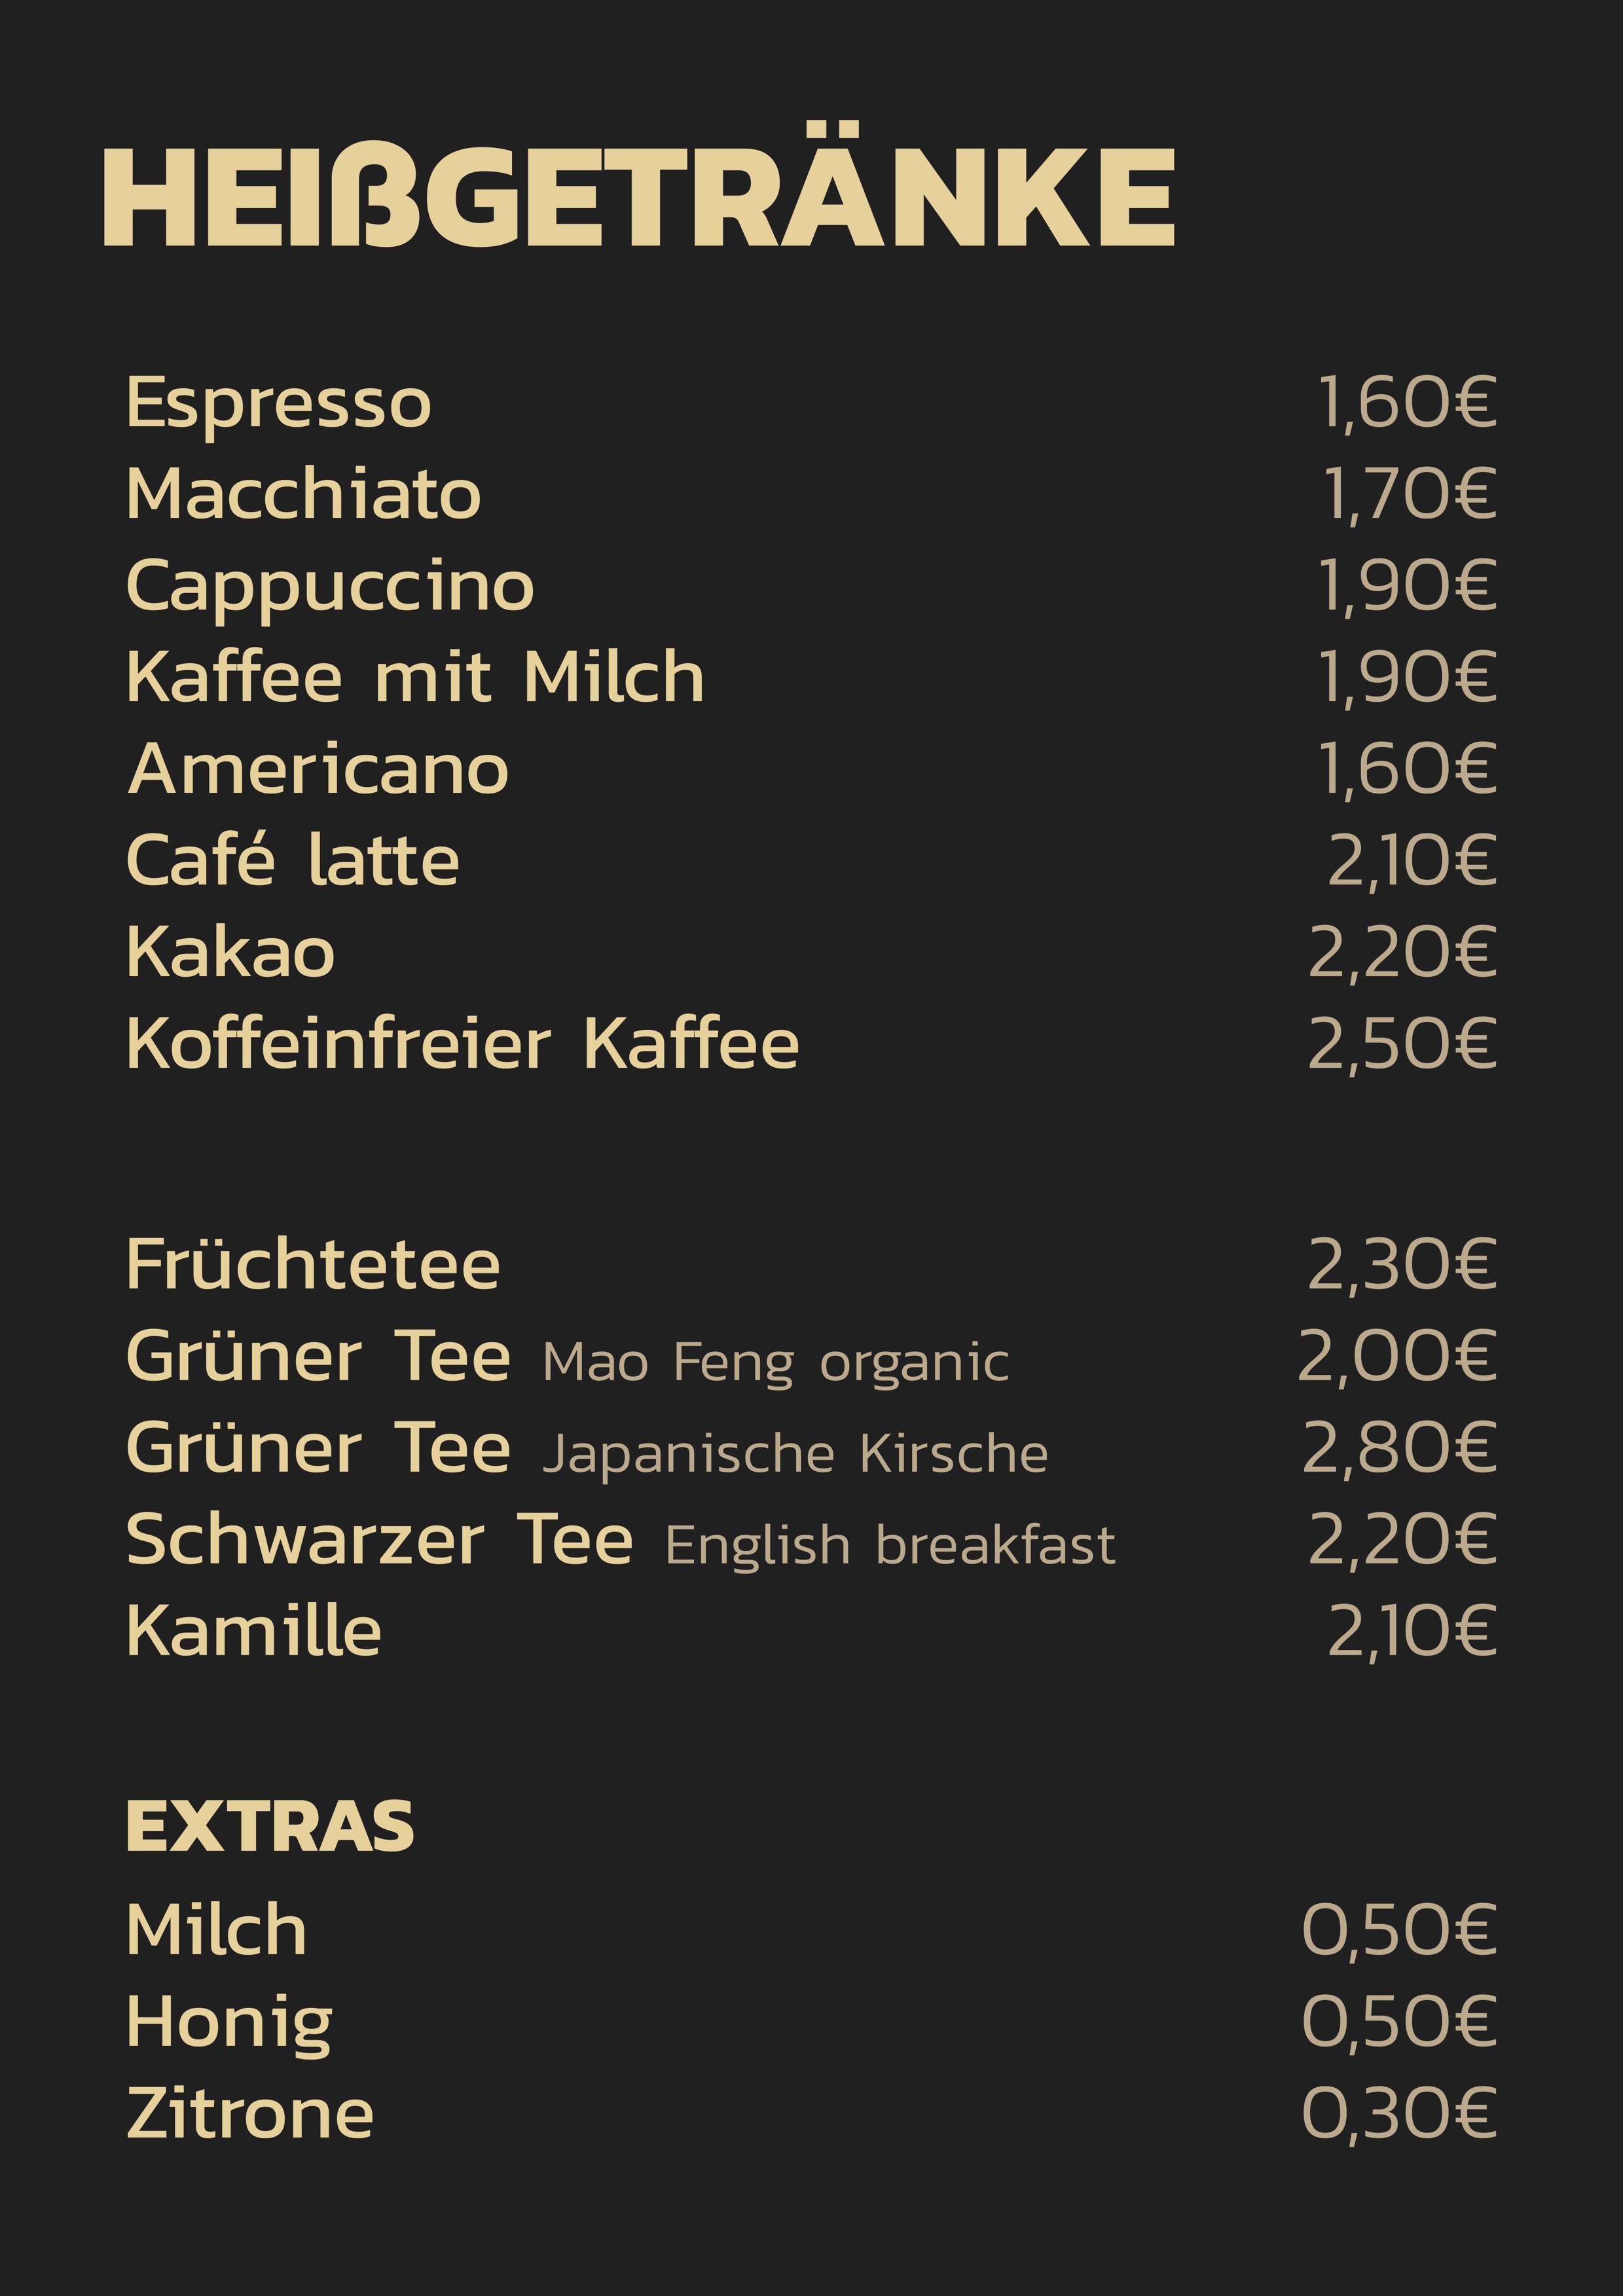 HEIßGETRÄNKE
Espresso 1,60€
Macchiato 1,70€
Cappuccino 1,90€
Kaffee mit Milch 1,90€
Americano 1,60€
Café latte 2,10€
Kakao 2,20€
Koffeinfreier Kaffee 2,50€
Früchtetee 2,30€
Grüner Tee Mao Feng organic 2,00€
Grüner Tee Japanische Kirsche 2,80€
Schwarzer Tee English breakfast 2,20€
Kamille 2,10€
EXTRAS
Milch 0,50€
Honig 0,50€
Zitrone 0,30€